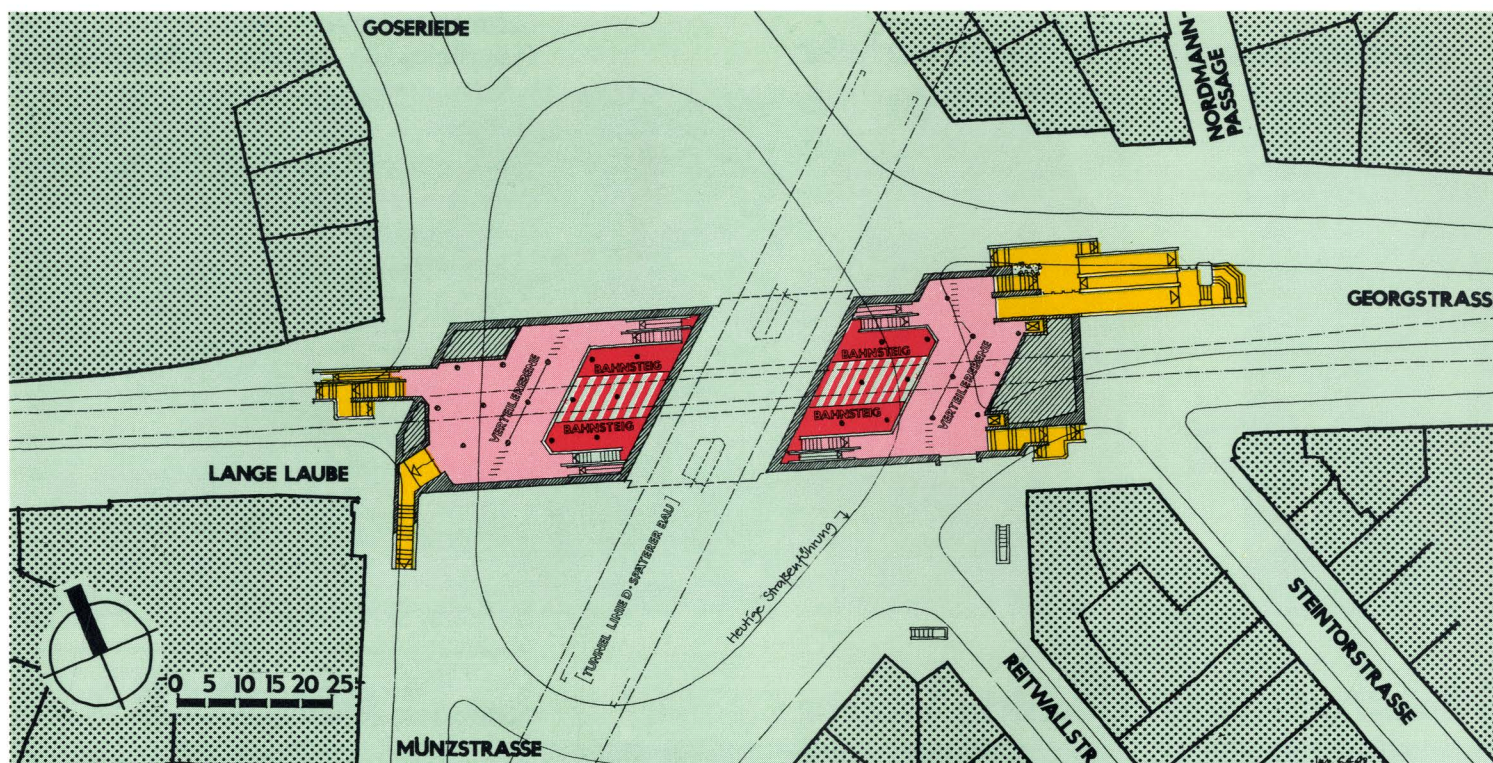 GOSERIEDE
NORDMANN-
PASSAGE
GEORGSTRASS
BAHNSTEIG
BAHNSTEIG
VERTEILEREBENE
VERTEILEREBENE
BAHNSTEIG
BAHNSTEIG
LANGE LAUBE
[TUNNEL LINIE D · SPÄTERER BAU]
Heutige Straßenführung
STEINTORSTRASSE
REITWALLSTR
0 5 10 15 20 25
MÜNZSTRASSE